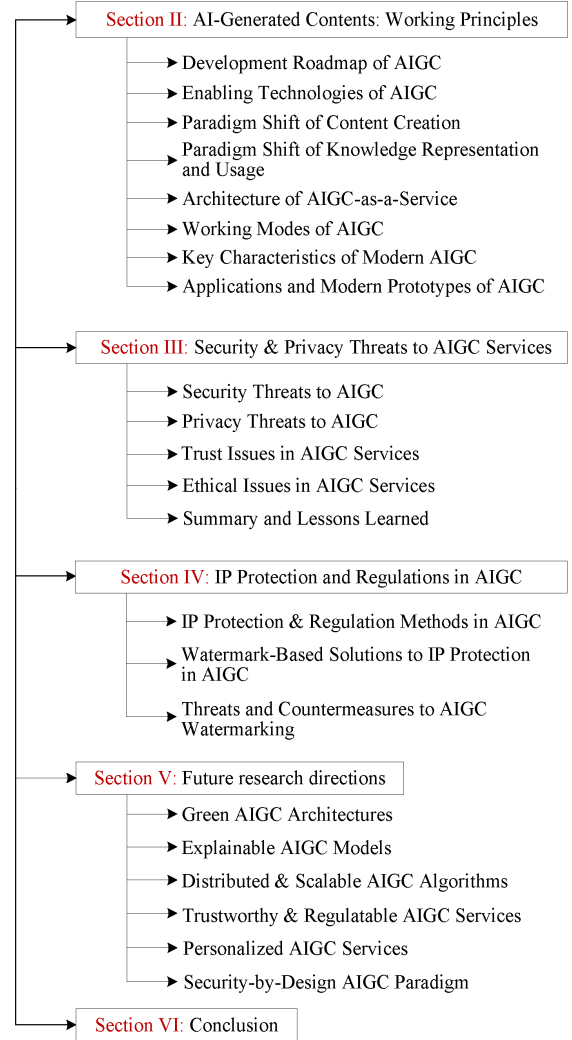 Section II: AI-Generated Contents: Working Principles
Development Roadmap of AIGC
Enabling Technologies of AIGC
Paradigm Shift of Content Creation
Paradigm Shift of Knowledge Representation
and Usage
Architecture of AIGC-as-a-Service
Working Modes of AIGC
Key Characteristics of Modern AIGC
Applications and Modern Prototypes of AIGC
Section III: Security & Privacy Threats to AIGC Services
Security Threats to AIGC
Privacy Threats to AIGC
Trust Issues in AIGC Services
Ethical Issues in AIGC Services
Summary and Lessons Learned
Section IV: IP Protection and Regulations in AIGC
IP Protection & Regulation Methods in AIGC
Watermark-Based Solutions to IP Protection
in AIGC
Threats and Countermeasures to AIGC
Watermarking
Section V: Future research directions
Green AIGC Architectures
Explainable AIGC Models
Distributed & Scalable AIGC Algorithms
Trustworthy & Regulatable AIGC Services
Personalized AIGC Services
Security-by-Design AIGC Paradigm
Section VI: Conclusion